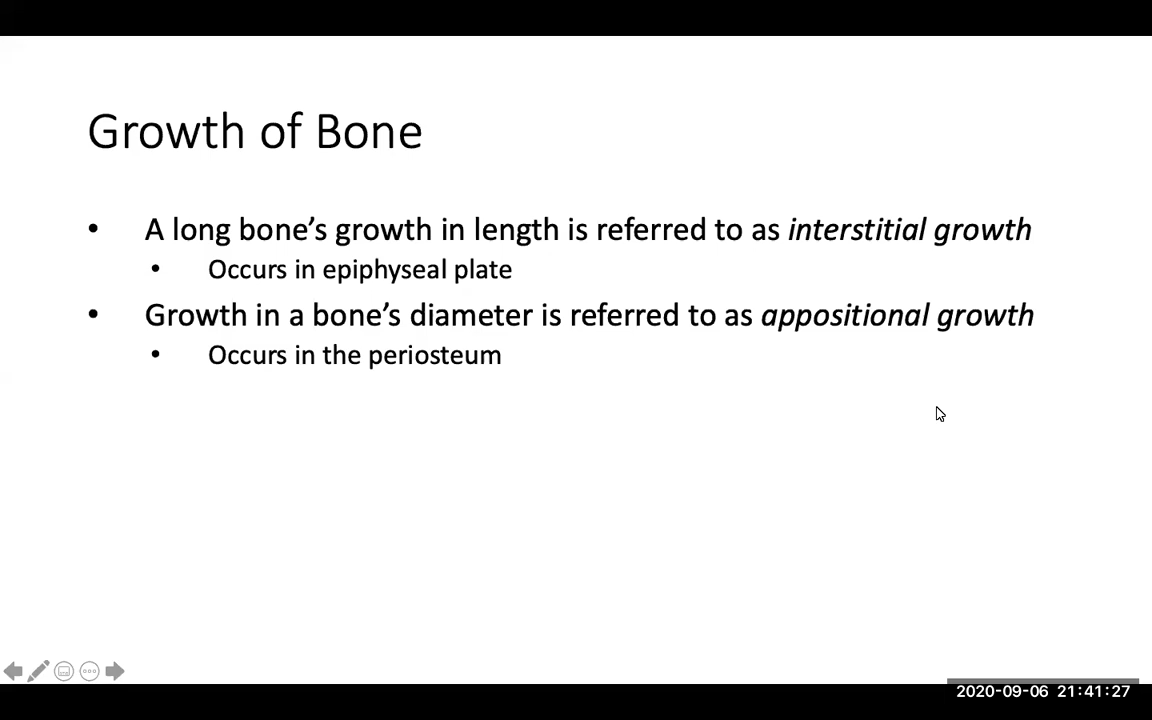 Growth of Bone
• A long bone’s growth in length is referred to as interstitial growth
• Occurs in epiphyseal plate
• Growth in a bone’s diameter is referred to as appositional growth
• Occurs in the periosteum
2020-09-06 21:41:27